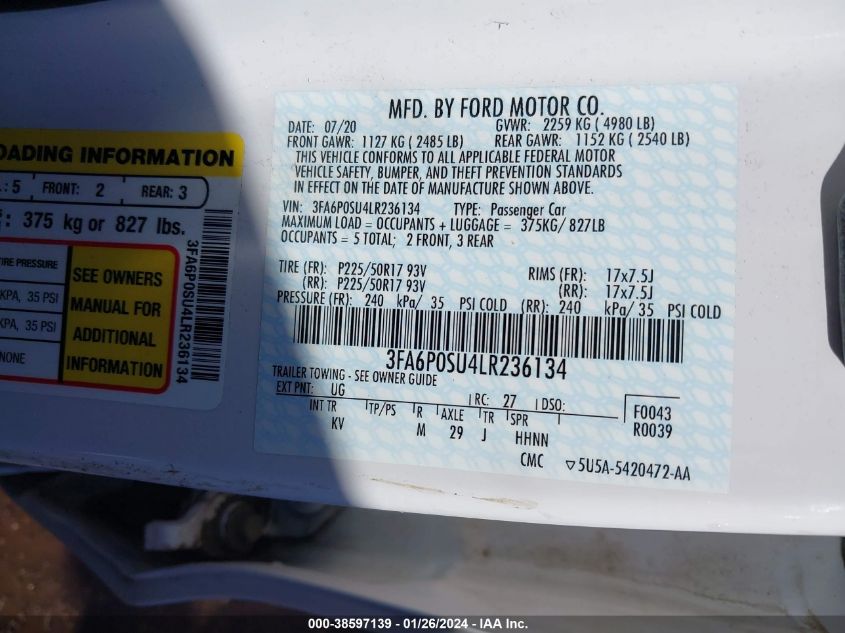 OADING INFORMATION
: 5 FRONT: 2 REAR: 3
: 375 kg or 827 lbs.
TIRE PRESSURE
KPA, 35 PSI
KPA, 35 PSI
NONE
SEE OWNERS
MANUAL FOR
ADDITIONAL
INFORMATION
3FA6P0SU4LR236134
MFD. BY FORD MOTOR CO.
DATE: 07/20 GVWR: 2259 KG ( 4980 LB)
FRONT GAWR: 1127 KG ( 2485 LB) REAR GAWR: 1152 KG ( 2540 LB)
THIS VEHICLE CONFORMS TO ALL APPLICABLE FEDERAL MOTOR
VEHICLE SAFETY, BUMPER, AND THEFT PREVENTION STANDARDS
IN EFFECT ON THE DATE OF MANUFACTURE SHOWN ABOVE.
VIN: 3FA6P0SU4LR236134 TYPE: Passenger Car
MAXIMUM LOAD = OCCUPANTS + LUGGAGE = 375KG/ 827LB
OCCUPANTS = 5 TOTAL; 2 FRONT, 3 REAR
TIRE (FR): P225/50R17 93V RIMS (FR): 17x7.5J
(RR): P225/50R17 93V (RR): 17x7.5J
PRESSURE (FR): 240 kPa/ 35 PSI COLD (RR): 240 kPa/ 35 PSI COLD
3FA6P0SU4LR236134
TRAILER TOWING - SEE OWNER GUIDE
EXT PNT: UG RC: 27 DSO: F0043
INT TR TP/PS R AXLE TR SPR R0039
KV M 29 J HHNN
CMC ▽5U5A-5420472-AA
000-38597139 - 01/26/2024 - IAA Inc.